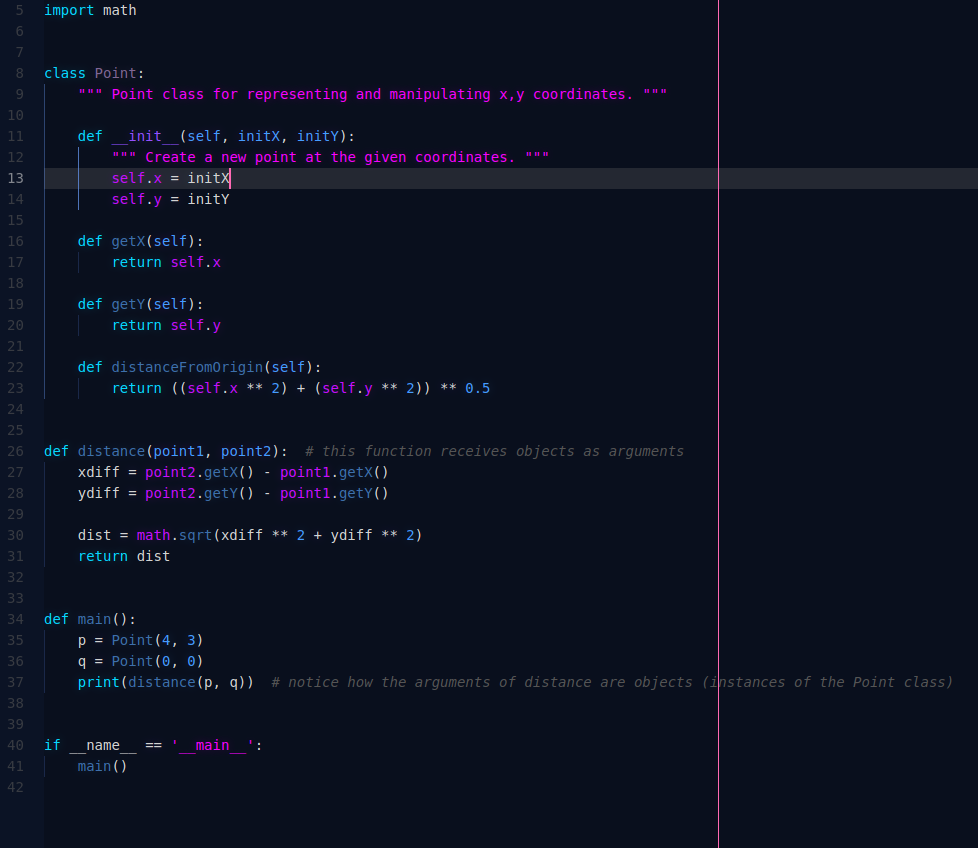 5 import math
6
7
8 class Point:
9     """ Point class for representing and manipulating x,y coordinates. """
10
11     def __init__(self, initX, initY):
12         """ Create a new point at the given coordinates. """
13         self.x = initX
14         self.y = initY
15
16     def getX(self):
17         return self.x
18
19     def getY(self):
20         return self.y
21
22     def distanceFromOrigin(self):
23         return ((self.x ** 2) + (self.y ** 2)) ** 0.5
24
25
26 def distance(point1, point2):  # this function receives objects as arguments
27     xdiff = point2.getX() - point1.getX()
28     ydiff = point2.getY() - point1.getY()
29
30     dist = math.sqrt(xdiff ** 2 + ydiff ** 2)
31     return dist
32
33
34 def main():
35     p = Point(4, 3)
36     q = Point(0, 0)
37     print(distance(p, q))  # notice how the arguments of distance are objects (instances of the Point class)
38
39
40 if __name__ == '__main__':
41     main()
42